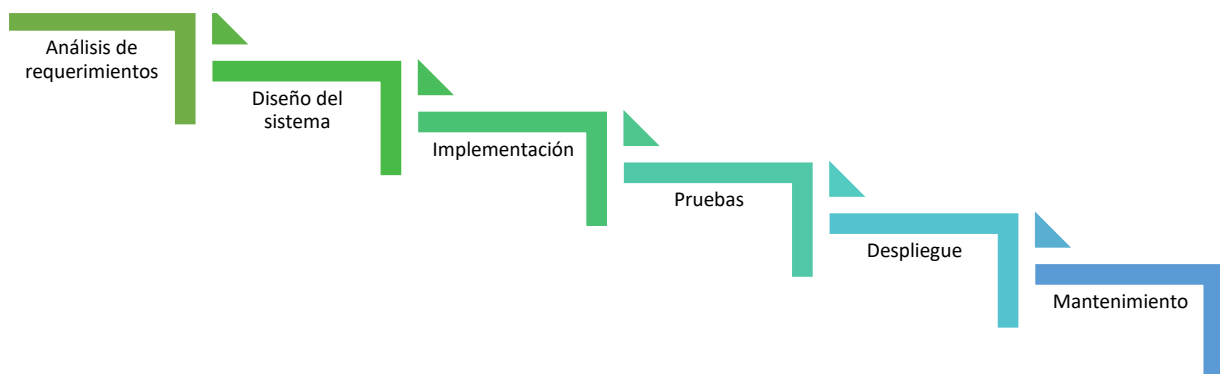 Análisis de
requerimientos
Diseño del
sistema
Implementación
Pruebas
Despliegue
Mantenimiento